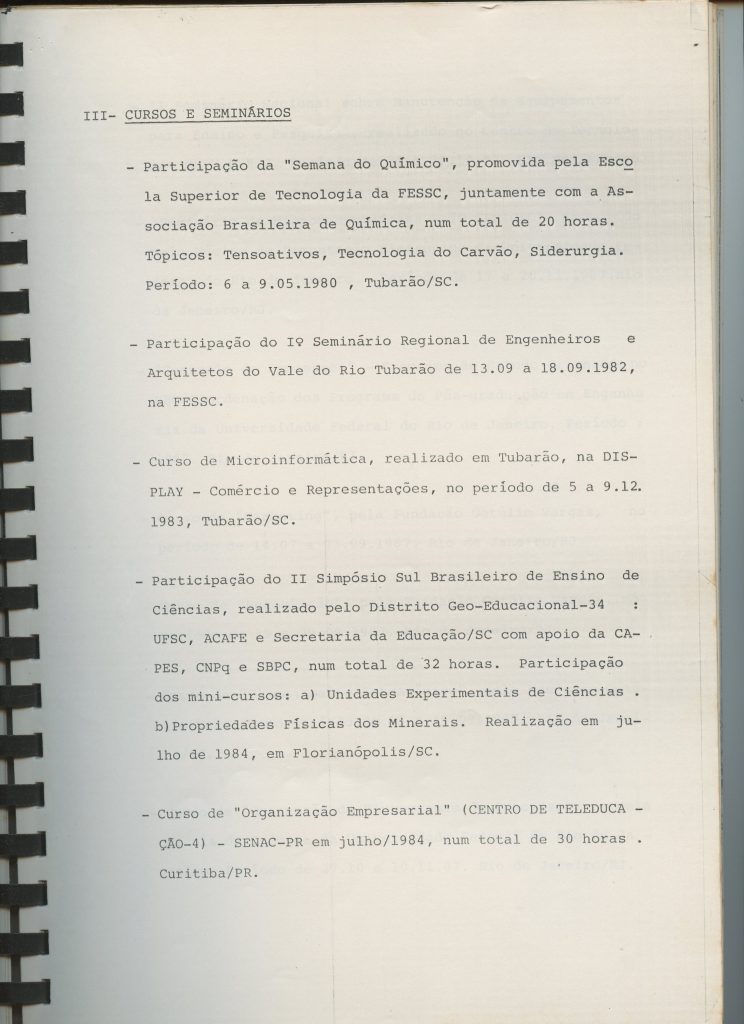 III- CURSOS E SEMINÁRIOS
- Participação da "Semana do Químico", promovida pela Esco
la Superior de Tecnologia da FESSC, juntamente com a As-
sociação Brasileira de Química, num total de 20 horas.
Tópicos: Tensoativos, Tecnologia do Carvão, Siderurgia.
Período: 6 a 9.05.1980 , Tubarão/SC.
- Participação do Iº Seminário Regional de Engenheiros e
Arquitetos do Vale do Rio Tubarão de 13.09 a 18.09.1982,
na FESSC.
- Curso de Microinformática, realizado em Tubarão, na DIS-
PLAY - Comércio e Representações, no período de 5 a 9.12.
1983, Tubarão/SC.
- Participação do II Simpósio Sul Brasileiro de Ensino de
Ciências, realizado pelo Distrito Geo-Educacional-34 :
UFSC, ACAFE e Secretaria da Educação/SC com apoio da CA-
PES, CNPq e SBPC, num total de 32 horas. Participação
dos mini-cursos: a) Unidades Experimentais de Ciências .
b)Propriedades Físicas dos Minerais. Realização em ju-
lho de 1984, em Florianópolis/SC.
- Curso de "Organização Empresarial" (CENTRO DE TELEDUCA -
ÇÃO-4) - SENAC-PR em julho/1984, num total de 30 horas .
Curitiba/PR.